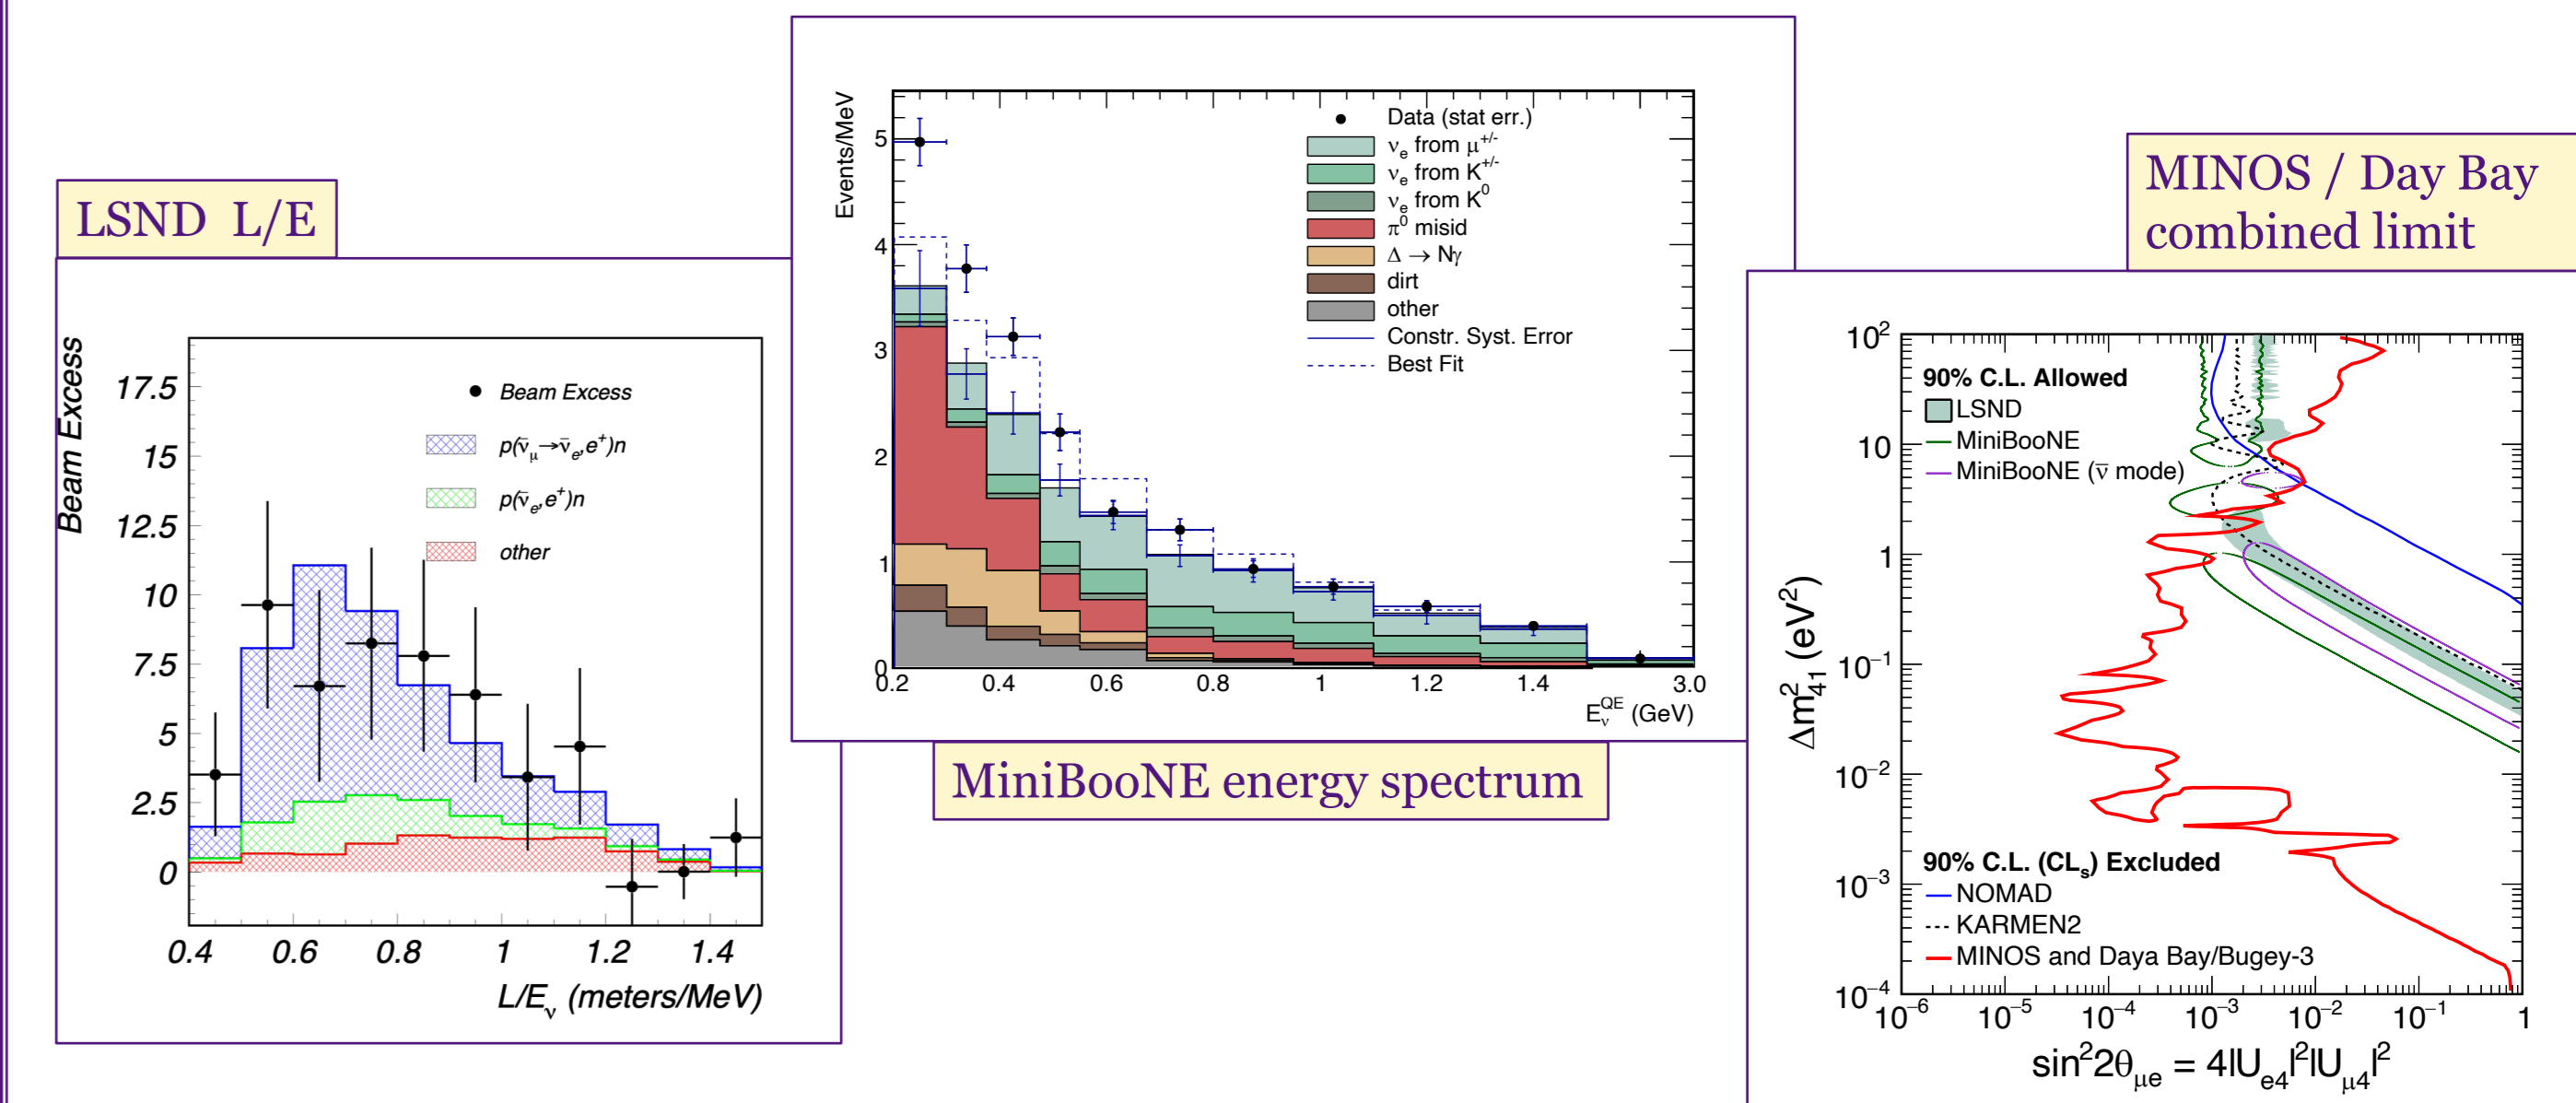 LSND L/E
Beam Excess
17.5
15
12.5
10
7.5
5
2.5
0
Beam Excess
p(ν̄μ→ν̄e,e⁺)n
p(ν̄e,e⁺)n
other
0.4 0.6 0.8 1 1.2 1.4
L/Eν (meters/MeV)
Events/MeV
5
4
3
2
1
0
Data (stat err.)
νe from μ+/-
νe from K+/-
νe from K⁰
π⁰ misid
Δ → Nγ
dirt
other
Constr. Syst. Error
Best Fit
0.2 0.4 0.6 0.8 1 1.2 1.4 3.0
EνQE (GeV)
MiniBooNE energy spectrum
MINOS / Day Bay
combined limit
Δm²41 (eV²)
10²
10
1
10⁻¹
10⁻²
10⁻³
10⁻⁴
90% C.L. Allowed
LSND
MiniBooNE
MiniBooNE (ν̄ mode)
90% C.L. (CLs) Excluded
NOMAD
KARMEN2
MINOS and Daya Bay/Bugey-3
10⁻⁶ 10⁻⁵ 10⁻⁴ 10⁻³ 10⁻² 10⁻¹ 1
sin²2θμe = 4|Ue4|²|Uμ4|²